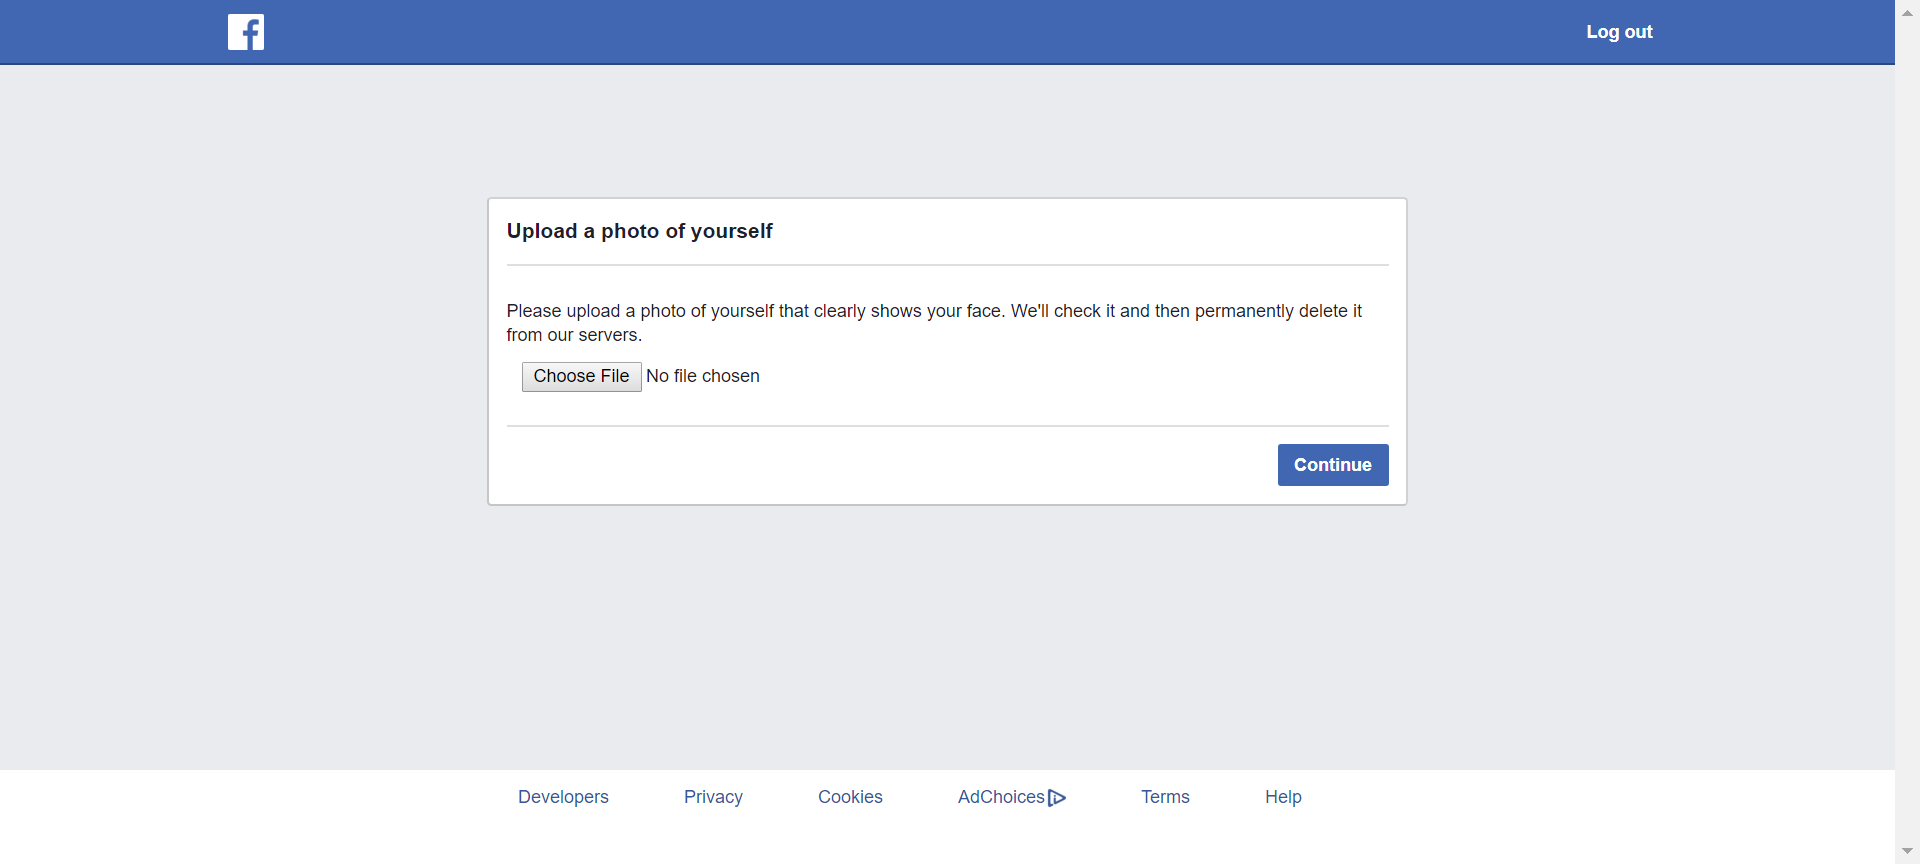 Log out
Upload a photo of yourself
Please upload a photo of yourself that clearly shows your face. We'll check it and then permanently delete it
from our servers.
Choose File No file chosen
Continue
Developers Privacy Cookies AdChoices Terms Help